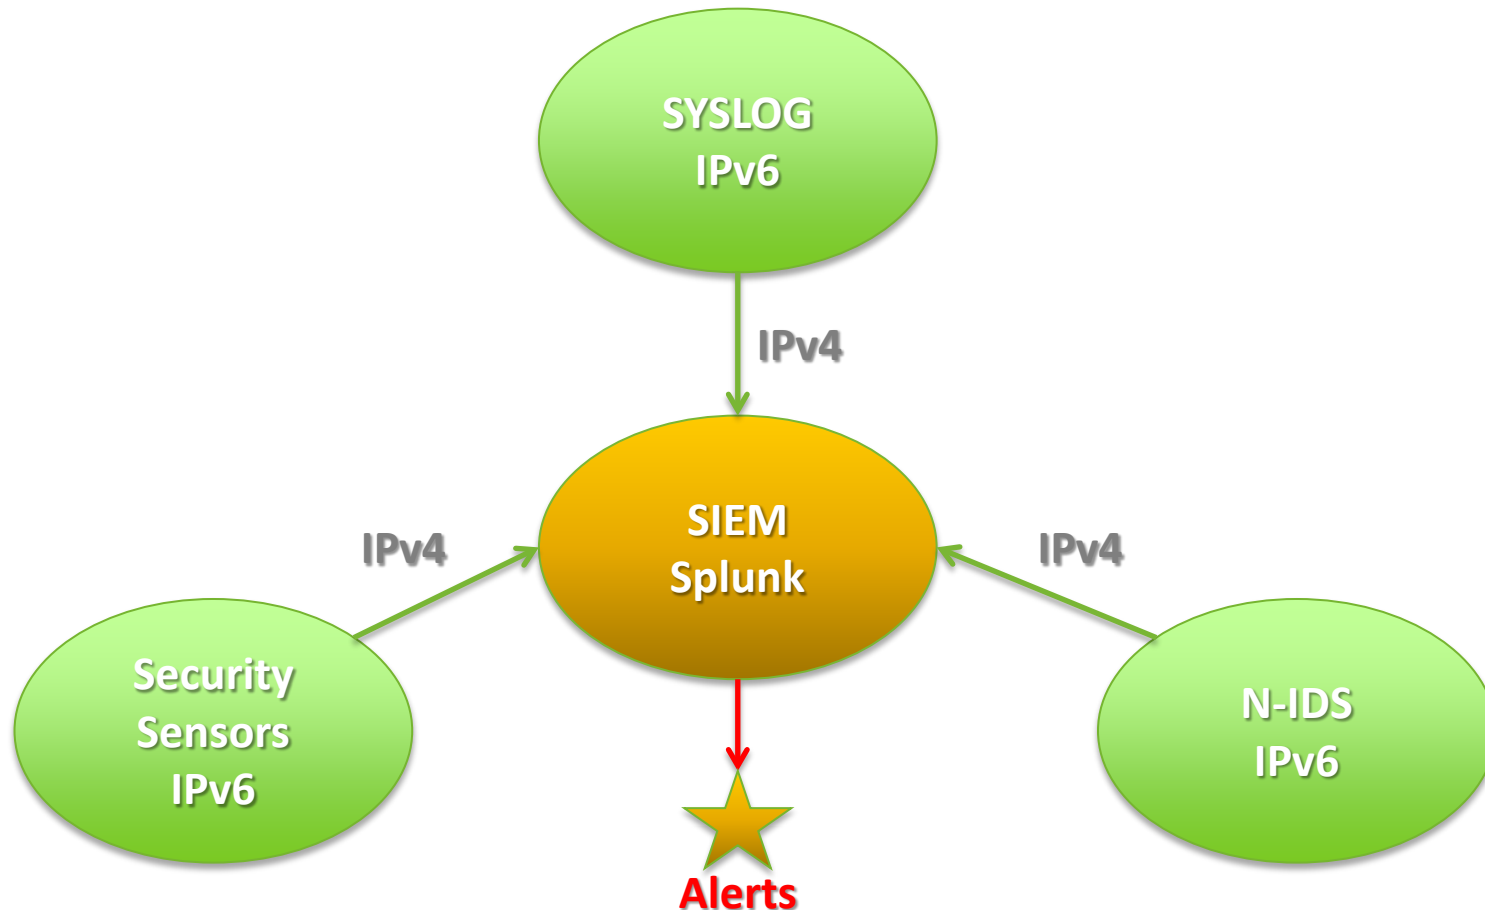 SYSLOG
IPv6
IPv4
SIEM
Splunk
IPv4
IPv4
Security
Sensors
IPv6
N-IDS
IPv6
Alerts